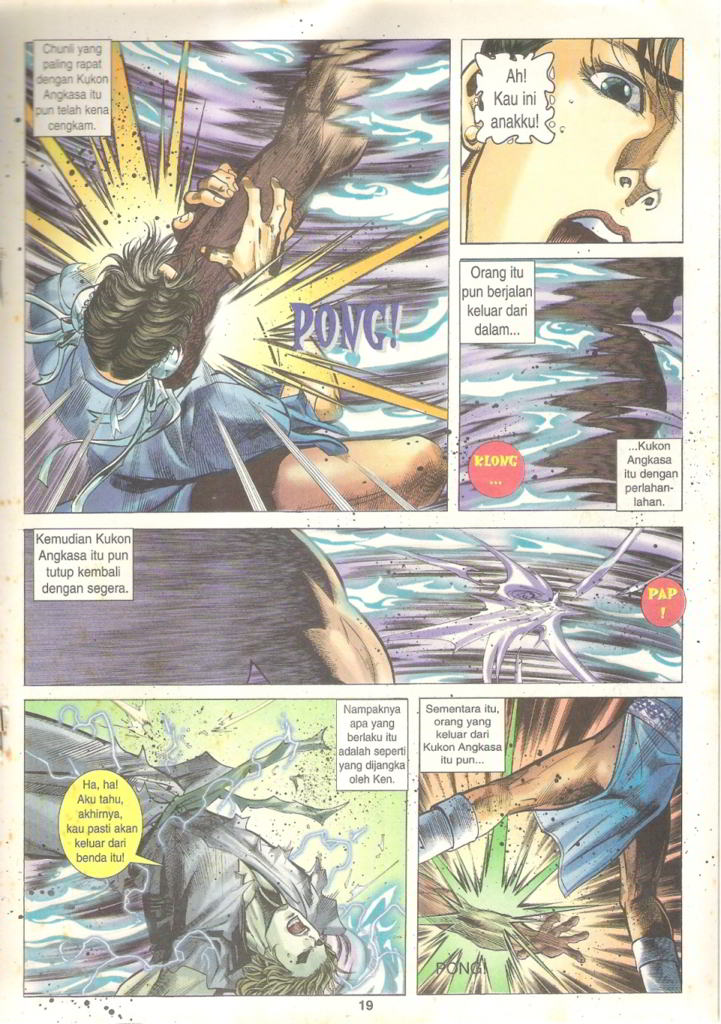 Chunli yang
paling rapat
dengan Kukon
Angkasa itu
pun telah kena
cengkam.
PONG!
Ah!
Kau ini
anakku!
Orang itu
pun berjalan
keluar dari
dalam...
KLONG
...
...Kukon
Angkasa
itu dengan
perlahan-
lahan.
Kemudian Kukon
Angkasa itu pun
tutup kembali
dengan segera.
PAP
!
Ha, ha!
Aku tahu,
akhirnya,
kau pasti akan
keluar dari
benda itu!
Nampaknya
apa yang
berlaku itu
adalah seperti
yang dijangka
oleh Ken.
Sementara itu,
orang yang
keluar dari
Kukon Angkasa
itu pun...
PONG!
19